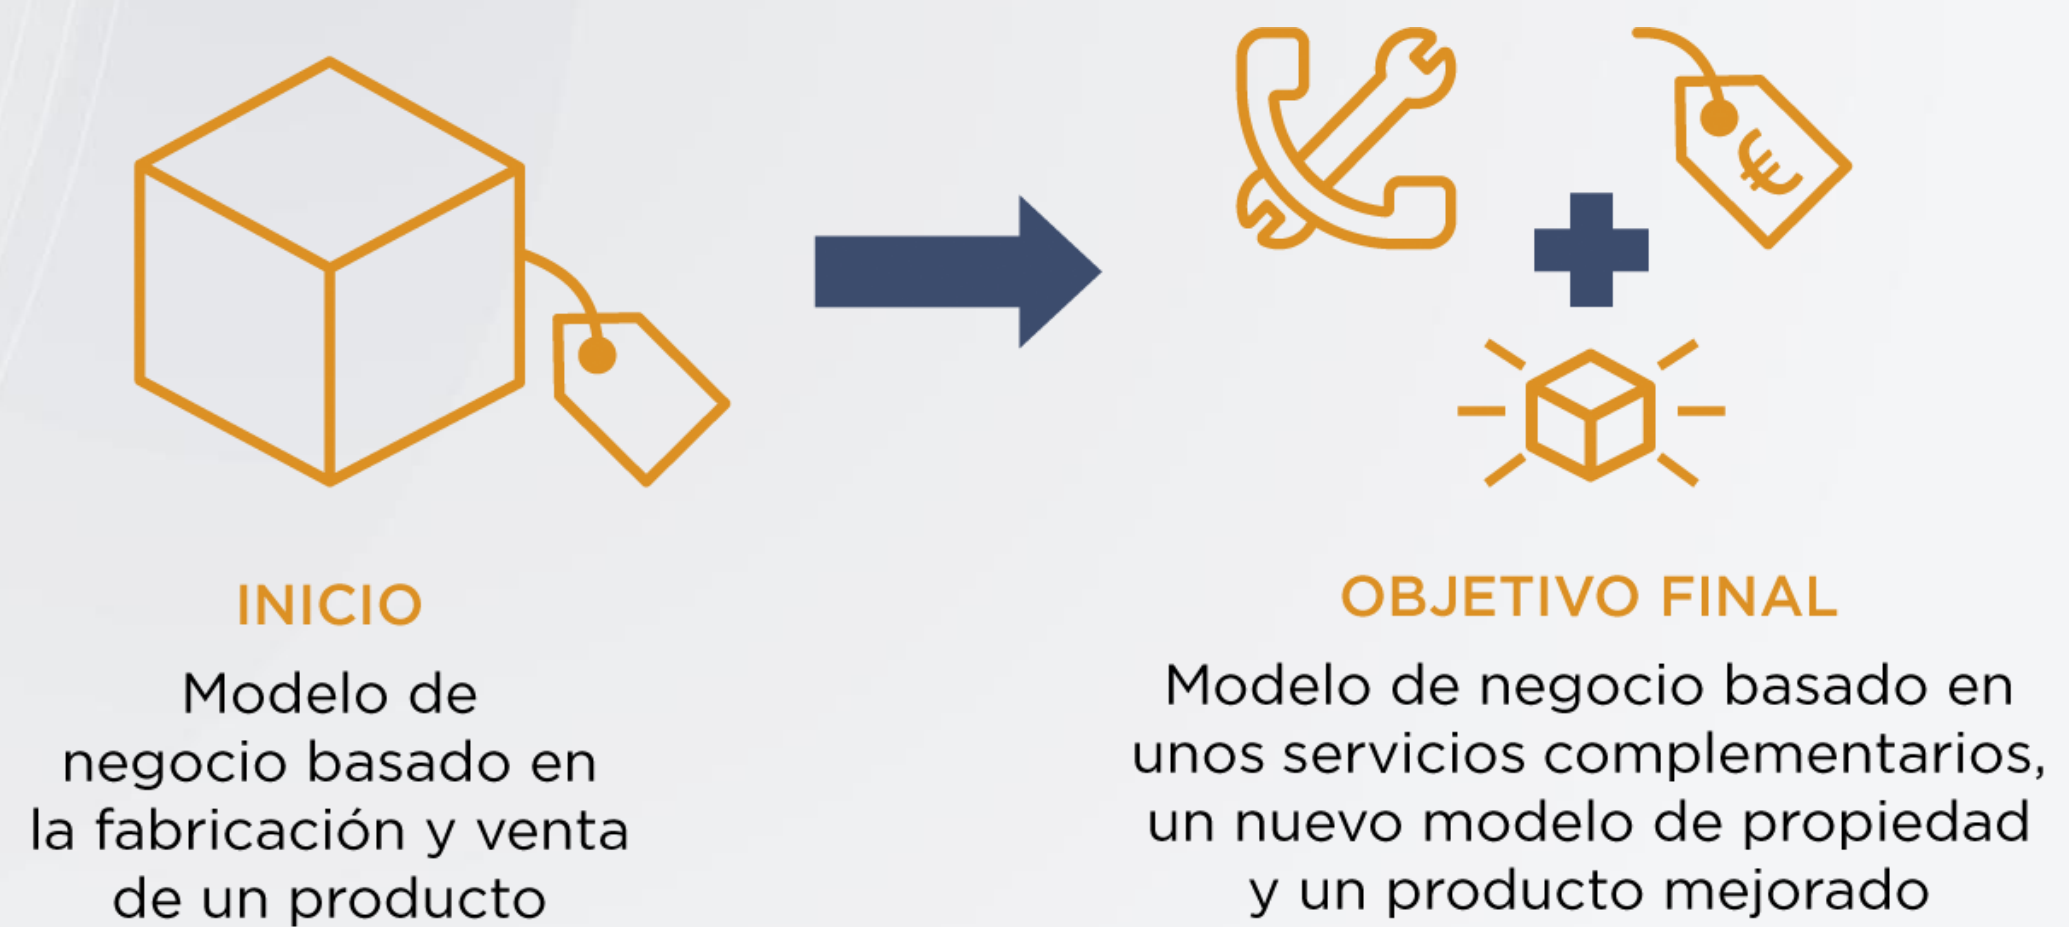 INICIO
Modelo de
negocio basado en
la fabricación y venta
de un producto
€
OBJETIVO FINAL
Modelo de negocio basado en
unos servicios complementarios,
un nuevo modelo de propiedad
y un producto mejorado